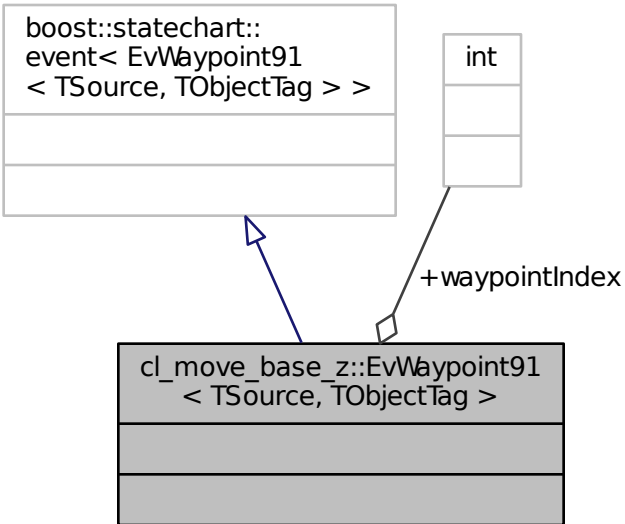 boost::statechart::
event< EvWaypoint91
< TSource, TObjectTag > >
int
+waypointIndex
cl_move_base_z::EvWaypoint91
< TSource, TObjectTag >